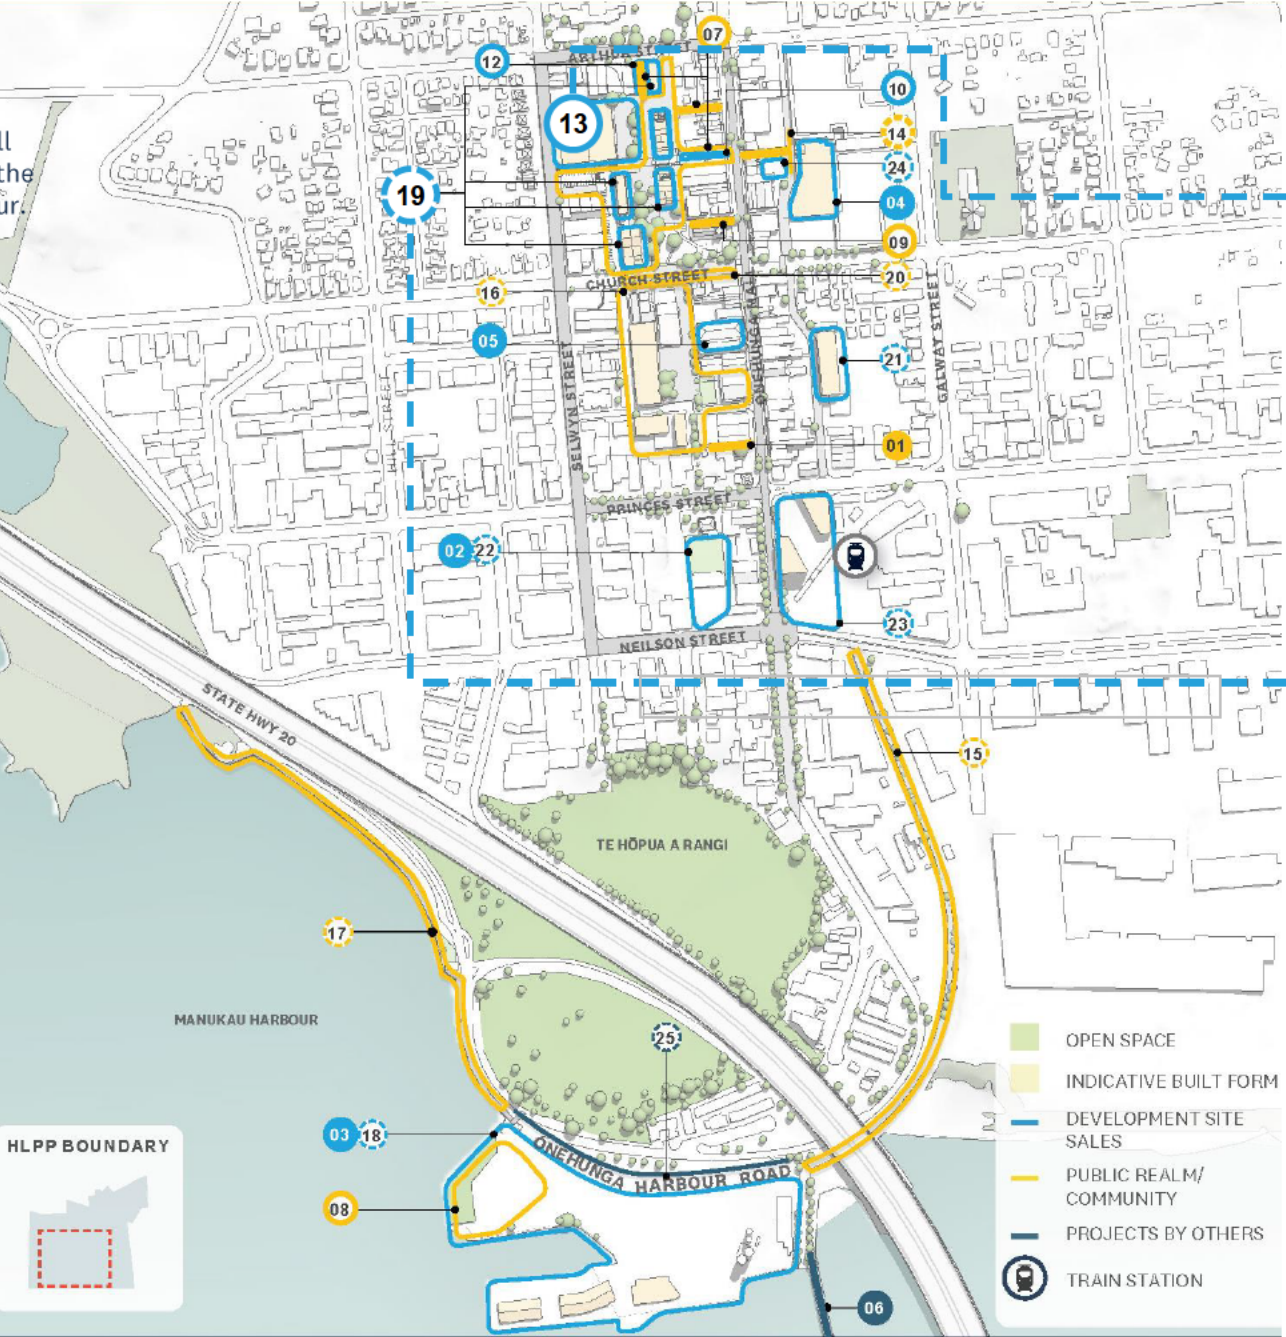 ll
the
ur.
07
ARTHUR STREET
12
10
13
14
24
19
04
09
CHURCH STREET
20
16
05
21
GALWAY STREET
SELVYN STREET
01
PRINCES STREET
02 22
23
NEILSON STREET
STATE HWY 20
15
TE HŌPUA A RANGI
17
MANUKAU HARBOUR
25
OPEN SPACE
INDICATIVE BUILT FORM
DEVELOPMENT SITE
SALES
PUBLIC REALM/
COMMUNITY
PROJECTS BY OTHERS
TRAIN STATION
HLPP BOUNDARY
03 18
ONEHUNGA HARBOUR ROAD
08
06